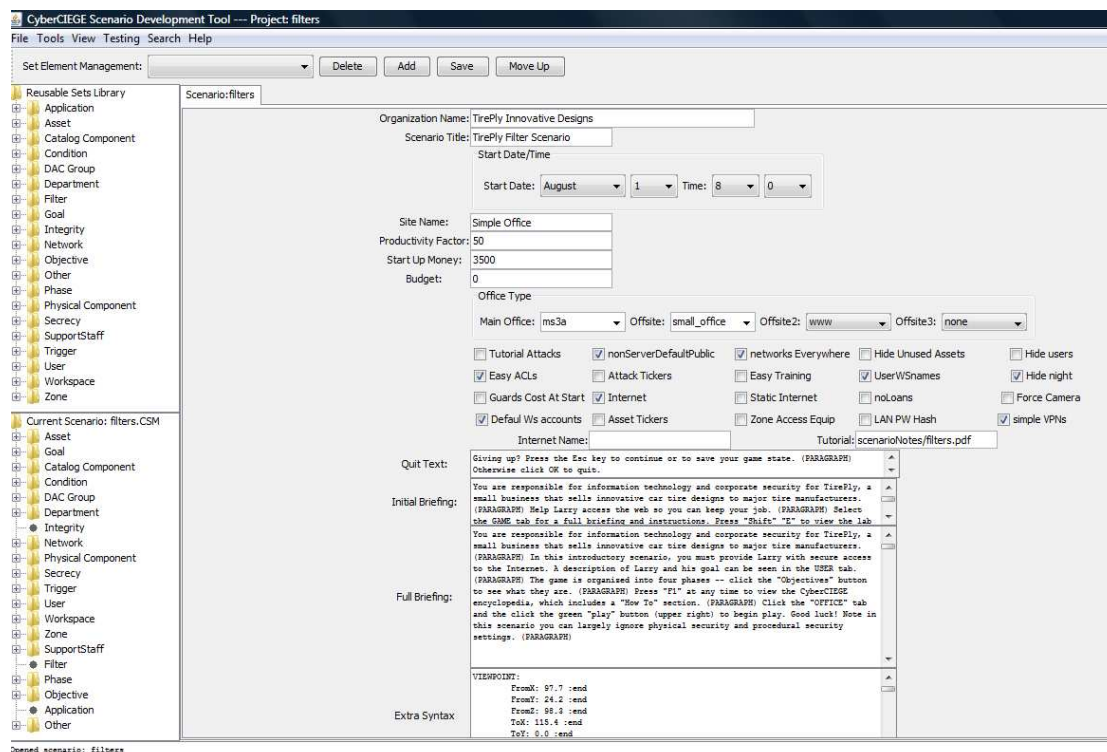 CyberCIEGE Scenario Development Tool --- Project: filters
File Tools View Testing Search Help
Set Element Management:
Delete Add Save Move Up
Reusable Sets Library
Application
Asset
Catalog Component
Condition
DAC Group
Department
Filter
Goal
Integrity
Network
Objective
Other
Phase
Physical Component
Secrecy
SupportStaff
Trigger
User
Workspace
Zone
Current Scenario: filters.CSM
Asset
Goal
Catalog Component
Condition
DAC Group
Department
Integrity
Network
Physical Component
Secrecy
Trigger
User
Workspace
Zone
SupportStaff
Filter
Phase
Objective
Application
Other
Scenario:filters
Organization Name: TirePly Innovative Designs
Scenario Title: TirePly Filter Scenario
Start Date/Time
Start Date: August 1 Time: 8 0
Site Name: Simple Office
Productivity Factor: 50
Start Up Money: 3500
Budget: 0
Office Type
Main Office: ms3a Offsite: small_office Offsite2: www Offsite3: none
Tutorial Attacks nonServerDefaultPublic networks Everywhere Hide Unused Assets Hide users
Easy ACLs Attack Tickers Easy Training UserWSnames Hide night
Guards Cost At Start Internet Static Internet noLoans Force Camera
Defaul Ws accounts Asset Tickers Zone Access Equip LAN PW Hash simple VPNs
Internet Name: Tutorial: scenarioNotes/filters.pdf
Quit Text:
Giving up? Press the Esc key to continue or to save your game state. (PARAGRAPH)
Otherwise click OK to quit.
Initial Briefing:
You are responsible for information technology and corporate security for TirePly, a
small business that sells innovative car tire designs to major tire manufacturers.
(PARAGRAPH) Help Larry access the web so you can keep your job. (PARAGRAPH) Select
the GAME tab for a full briefing and instructions. Press "Shift" "E" to view the lab
Full Briefing:
You are responsible for information technology and corporate security for TirePly, a
small business that sells innovative car tire designs to major tire manufacturers.
(PARAGRAPH) In this introductory scenario, you must provide Larry with secure access
to the Internet. A description of Larry and his goal can be seen in the USER tab.
(PARAGRAPH) The game is organized into four phases -- click the "Objectives" button
to see what they are. (PARAGRAPH) Press "F1" at any time to view the CyberCIEGE
encyclopedia, which includes a "How To" section. (PARAGRAPH) Click the "OFFICE" tab
and the click the green "play" button (upper right) to begin play. Good luck! Note in
this scenario you can largely ignore physical security and procedural security
settings. (PARAGRAPH)
Extra Syntax
VIEWPOINT:
FromX: 97.7 :end
FromY: 24.2 :end
FromZ: 98.3 :end
ToX: 115.4 :end
ToY: 0.0 :end
Opened scenario: filters